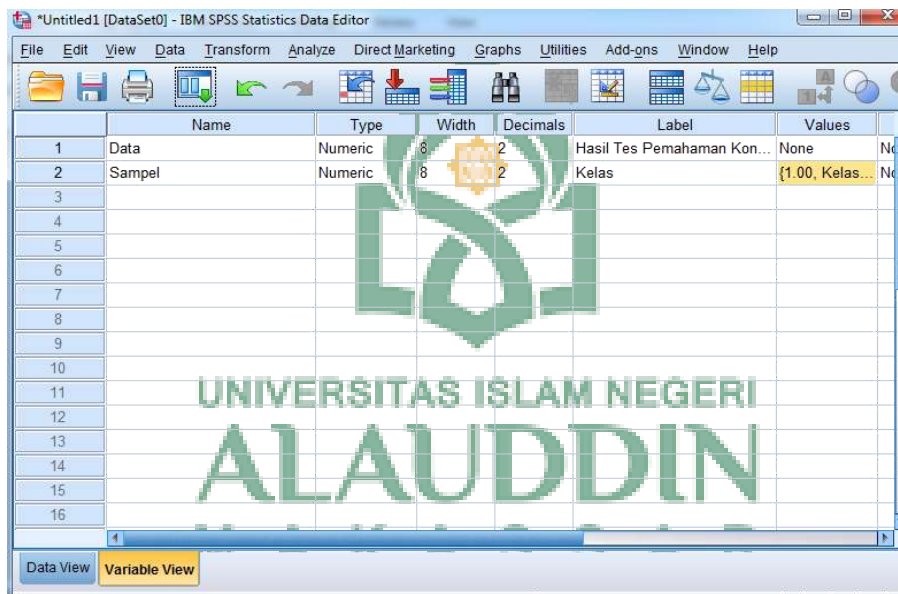 *Untitled1 [DataSet0] - IBM SPSS Statistics Data Editor
File Edit View Data Transform Analyze Direct Marketing Graphs Utilities Add-ons Window Help
Name Type Width Decimals Label Values
1 Data Numeric 8 2 Hasil Tes Pemahaman Kon... None
2 Sampel Numeric 8 2 Kelas {1.00, Kelas...
3
4
5
6
7
8
9
10
11
12
13
14
15
16
UNIVERSITAS ISLAM NEGERI
ALAUDDIN
Data View Variable View